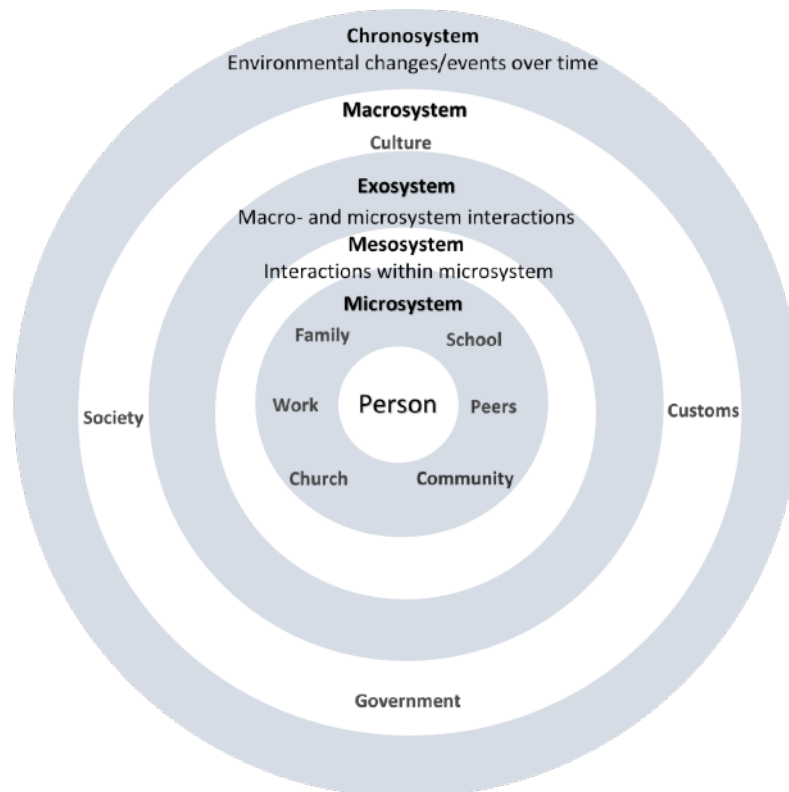 Chronosystem
Environmental changes/events over time
Macrosystem
Culture
Exosystem
Macro- and microsystem interactions
Mesosystem
Interactions within microsystem
Microsystem
Family
School
Work
Person
Peers
Church
Community
Society
Customs
Government